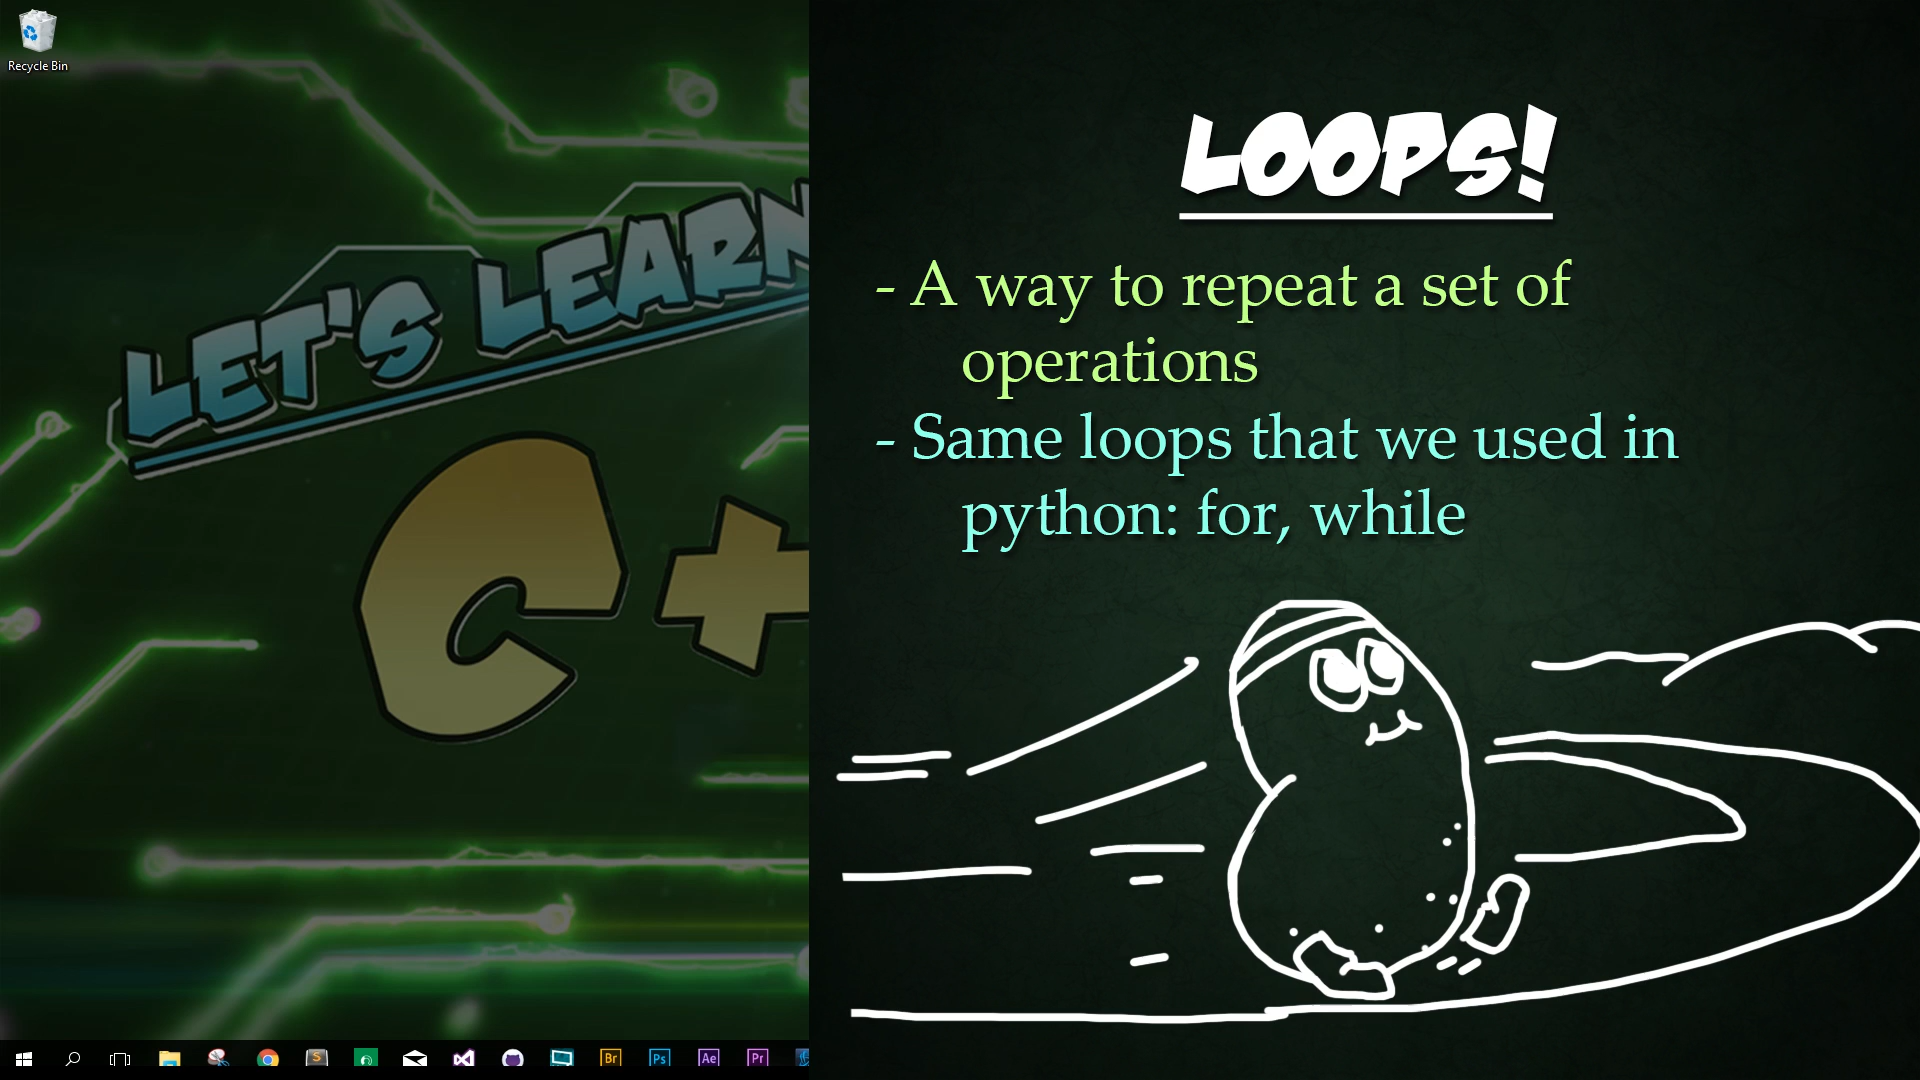 Recycle Bin
LET'S LEARN
C+
LOOPS!
- A way to repeat a set of
operations
- Same loops that we used in
python: for, while
S
Br
Ps
Ae
Pr